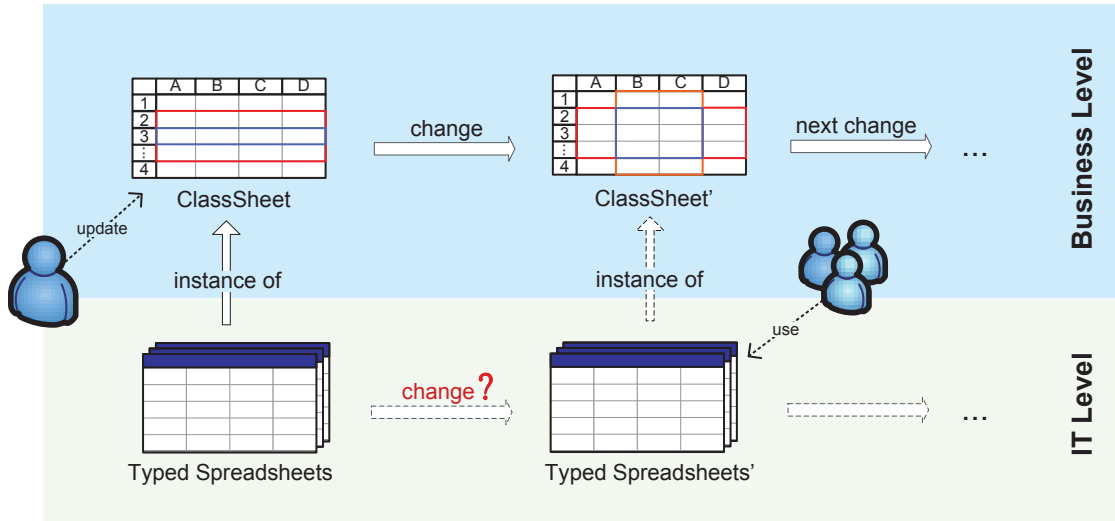 A B C D
1
2
3
⋮
4
ClassSheet
change
A B C D
1
2
3
⋮
4
ClassSheet’
next change
...
Business Level
update
instance of
instance of
use
Typed Spreadsheets
change?
Typed Spreadsheets’
...
IT Level